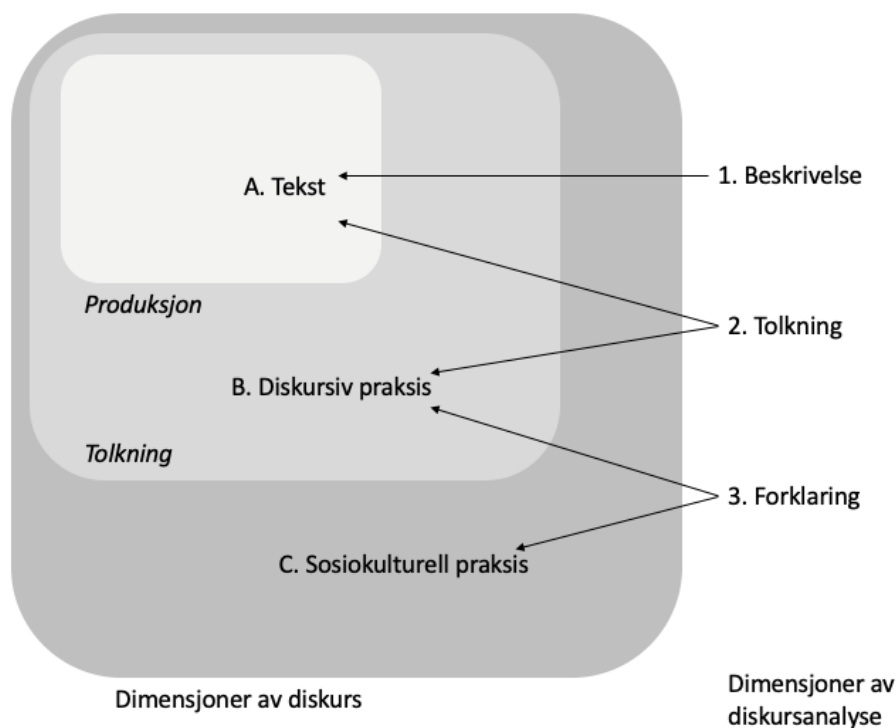 1. Beskrivelse
A. Tekst
Produksjon
2. Tolkning
B. Diskursiv praksis
Tolkning
3. Forklaring
C. Sosiokulturell praksis
Dimensjoner av diskurs
Dimensjoner av
diskursanalyse